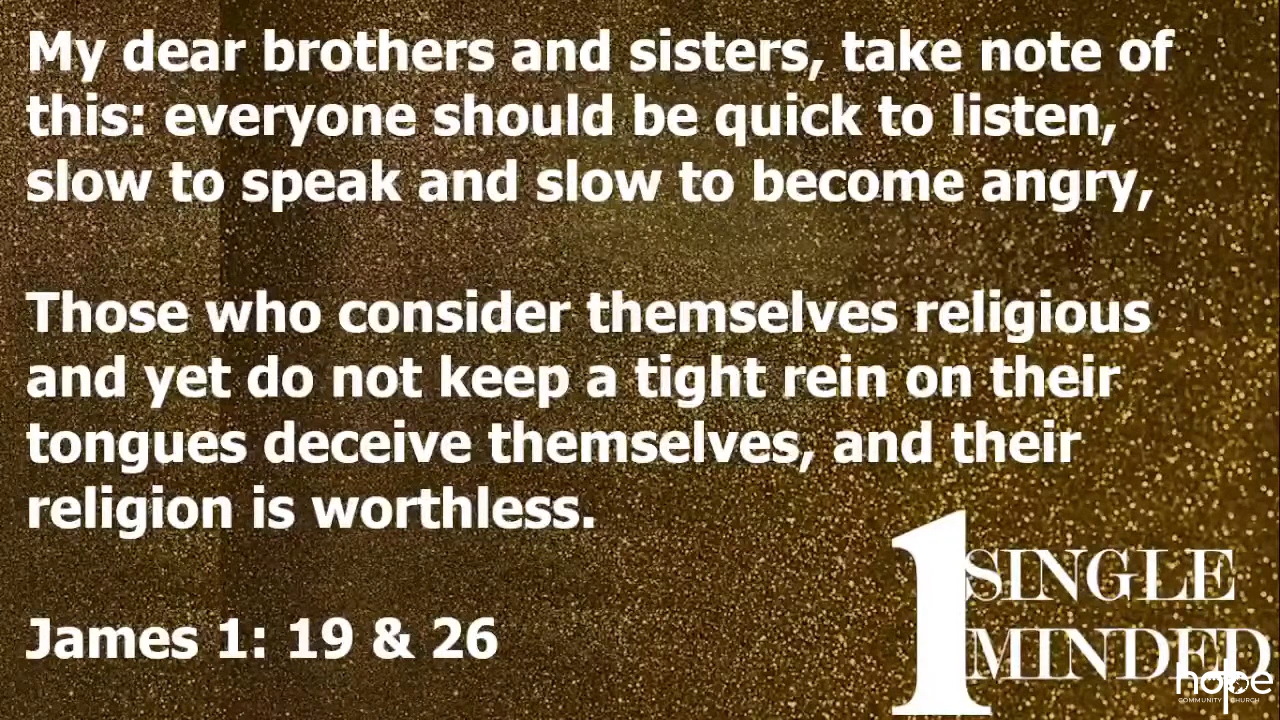 My dear brothers and sisters, take note of
this: everyone should be quick to listen,
slow to speak and slow to become angry,
Those who consider themselves religious
and yet do not keep a tight rein on their
tongues deceive themselves, and their
religion is worthless.
James 1: 19 & 26
1 SINGLE
MINDED
hope
COMMUNITY CHURCH